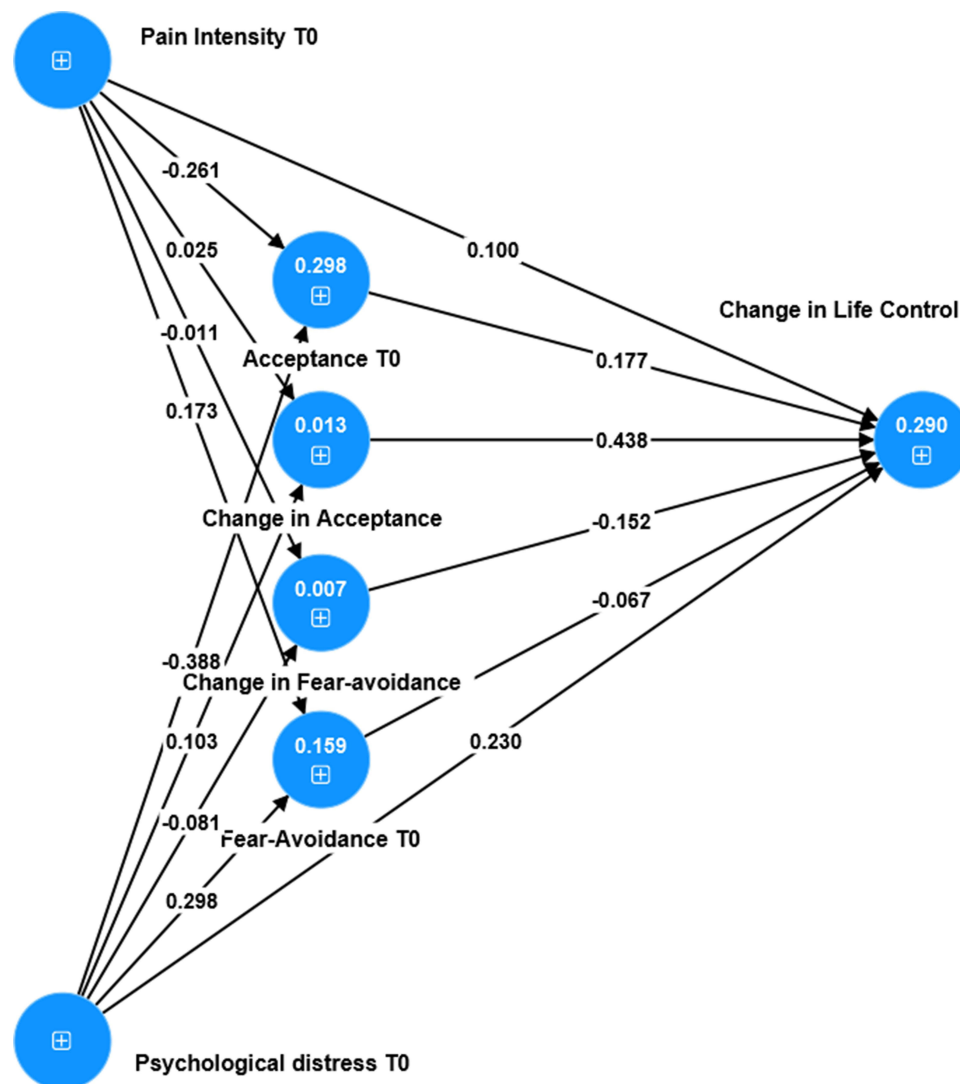 Pain Intensity T0
-0.261
0.025
0.100
0.298
Change in Life Control
-0.011
Acceptance T0
0.177
0.173
0.013
0.438
0.290
Change in Acceptance
-0.152
0.007
-0.067
-0.388
Change in Fear-avoidance
0.103
0.159
0.230
-0.081
Fear-Avoidance T0
0.298
Psychological distress T0